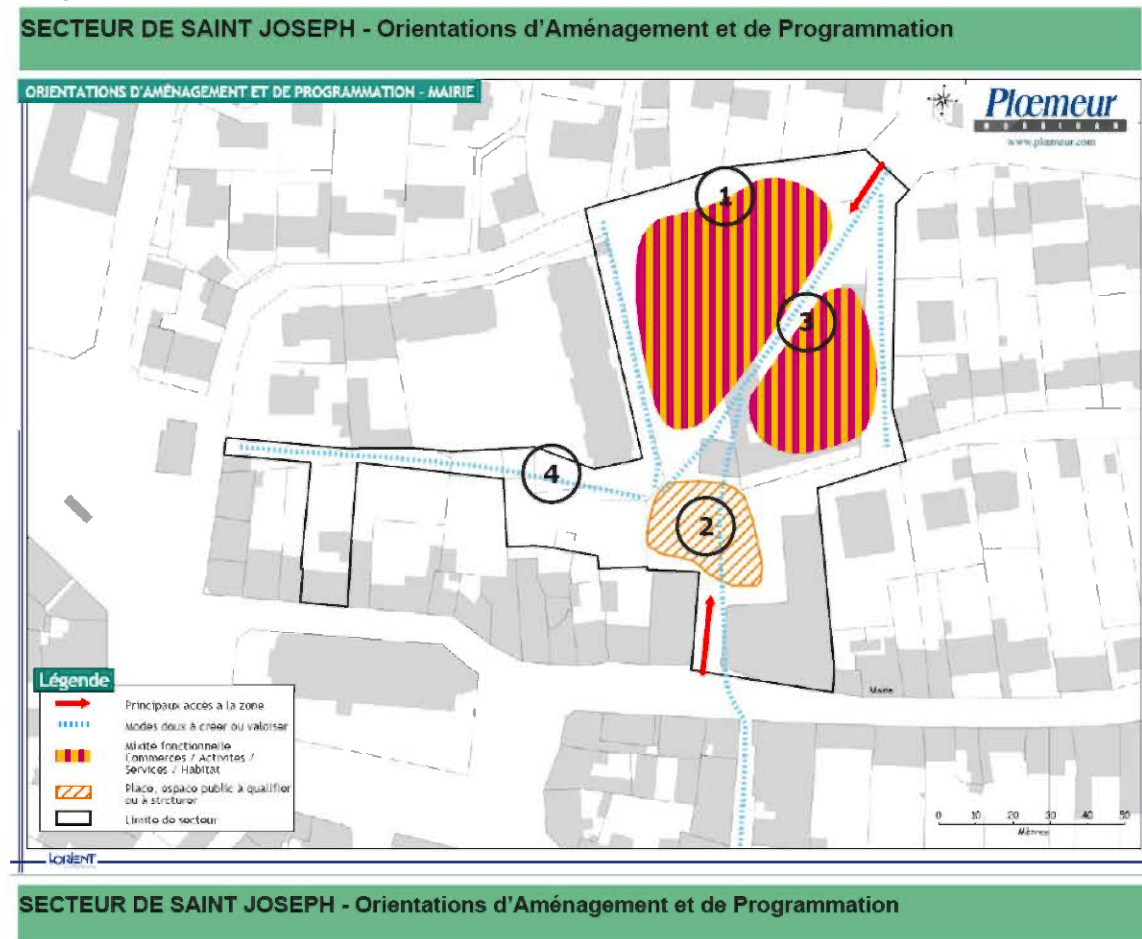 SECTEUR DE SAINT JOSEPH - Orientations d'Aménagement et de Programmation
ORIENTATIONS D'AMÉNAGEMENT ET DE PROGRAMMATION - MAIRIE
Plœmeur
MORBIHAN
www.ploemeur.com
1
3
4
2
Mairie
Légende
Principaux accès a la zone
Modes doux à créer ou valoiser
Mixité fonctionnelle
Commerces / Activités /
Services / Habitat
Place, espace public à qualifier
ou à structurer
Limite de secteur
0 10 20 30 40 50
Mètres
LORIENT
SECTEUR DE SAINT JOSEPH - Orientations d'Aménagement et de Programmation